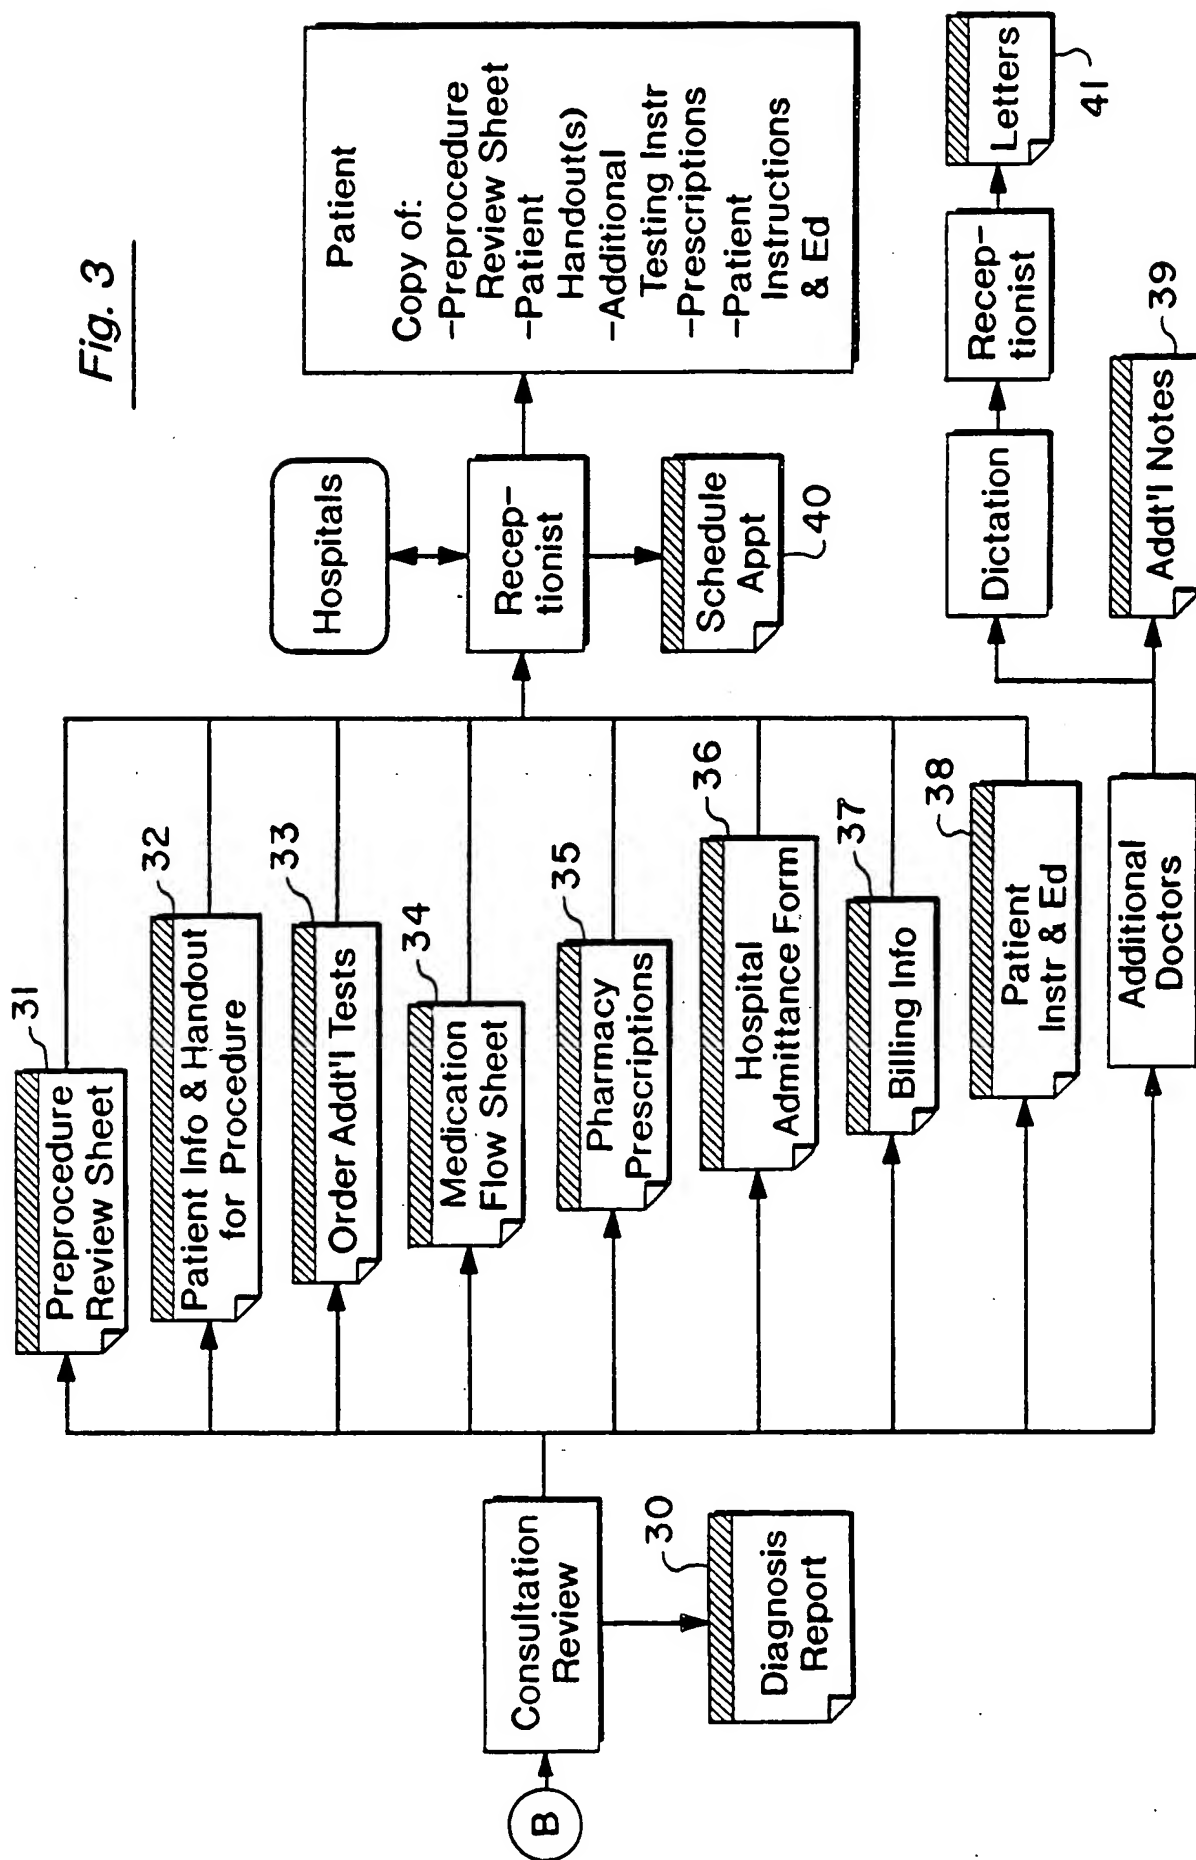 Fig. 3
B
Consultation
Review
30
Diagnosis
Report
31
Preprocedure
Review Sheet
32
Patient Info & Handout
for Procedure
33
Order Addt'l Tests
34
Medication
Flow Sheet
35
Pharmacy
Prescriptions
36
Hospital
Admittance Form
37
Billing Info
38
Patient
Instr & Ed
Additional
Doctors
Hospitals
Recep-
tionist
Schedule
Appt
40
Patient
Copy of:
-Preprocedure
Review Sheet
-Patient
Handout(s)
-Additional
Testing Instr
-Prescriptions
-Patient
Instructions
& Ed
Dictation
Recep-
tionist
Letters
41
Addt'l Notes
39